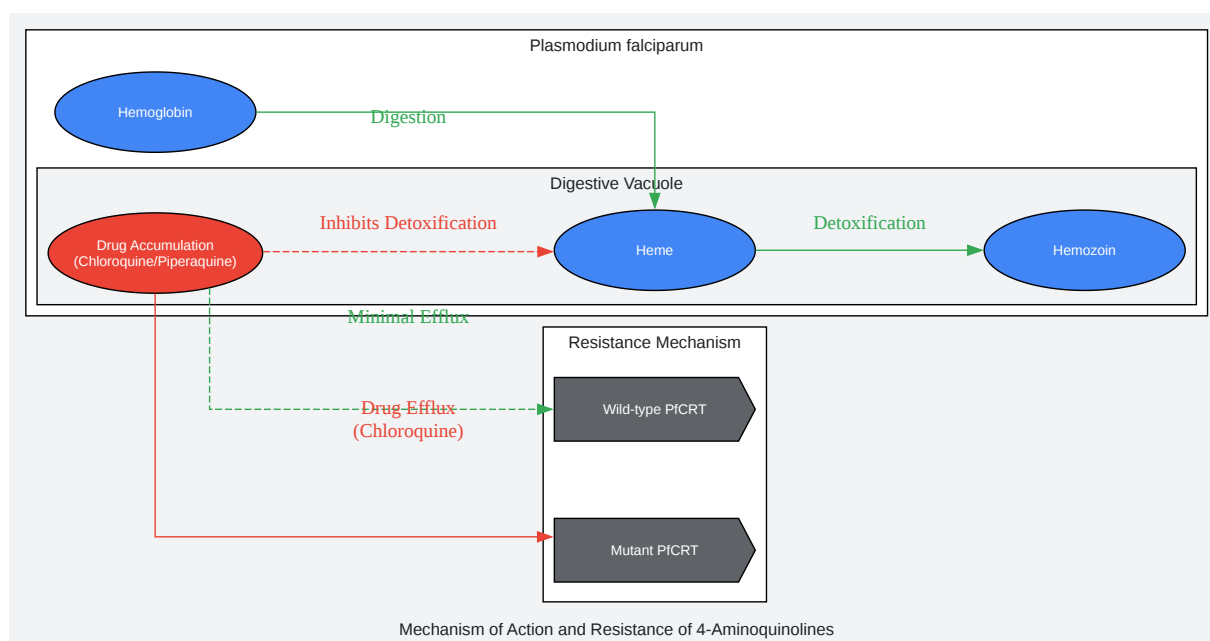 Plasmodium falciparum
Hemoglobin
Digestion
Digestive Vacuole
Drug Accumulation
(Chloroquine/Piperaquine)
Inhibits Detoxification
Heme
Detoxification
Hemozoin
Minimal Efflux
Resistance Mechanism
Drug Efflux
(Chloroquine)
Wild-type PfCRT
Mutant PfCRT
Mechanism of Action and Resistance of 4-Aminoquinolines